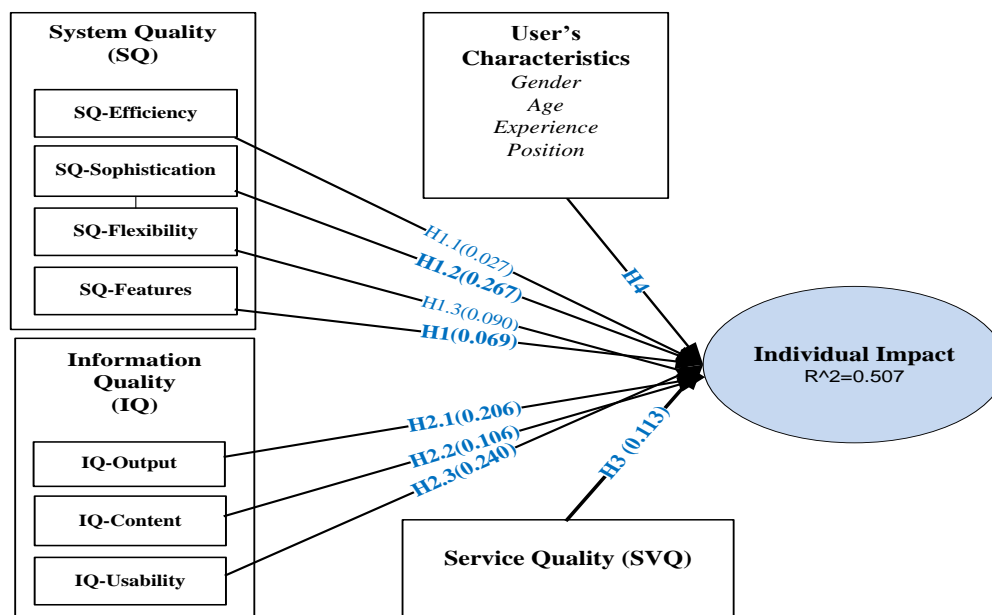 System Quality
(SQ)
SQ-Efficiency
SQ-Sophistication
SQ-Flexibility
SQ-Features
User's
Characteristics
Gender
Age
Experience
Position
H1.1(0.027)
H1.2(0.267)
H1.3(0.090)
H1(0.069)
H4
Individual Impact
R^2=0.507
Information
Quality
(IQ)
IQ-Output
IQ-Content
IQ-Usability
H2.1(0.206)
H2.2(0.106)
H2.3(0.240)
H3 (0.113)
Service Quality (SVQ)